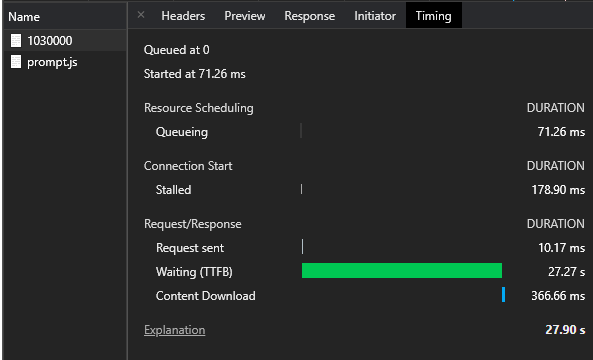 Name
× Headers Preview Response Initiator Timing
1030000
prompt.js
Queued at 0
Started at 71.26 ms
Resource Scheduling DURATION
Queueing 71.26 ms
Connection Start DURATION
Stalled 178.90 ms
Request/Response DURATION
Request sent 10.17 ms
Waiting (TTFB) 27.27 s
Content Download 366.66 ms
Explanation 27.90 s